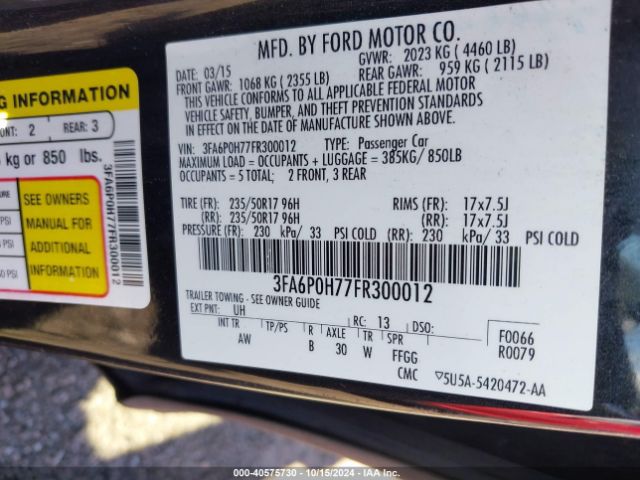 G INFORMATION
ONT: 2 REAR: 3
kg or 850 lbs.
SEE OWNERS
MANUAL FOR
ADDITIONAL
INFORMATION
PSI
PSI
PSI
3FA6P0H77FR300012
MFD. BY FORD MOTOR CO.
DATE: 03/15 GVWR: 2023 KG ( 4460 LB)
FRONT GAWR: 1068 KG ( 2355 LB) REAR GAWR: 959 KG ( 2115 LB)
THIS VEHICLE CONFORMS TO ALL APPLICABLE FEDERAL MOTOR
VEHICLE SAFETY, BUMPER, AND THEFT PREVENTION STANDARDS
IN EFFECT ON THE DATE OF MANUFACTURE SHOWN ABOVE.
VIN: 3FA6P0H77FR300012 TYPE: Passenger Car
MAXIMUM LOAD = OCCUPANTS + LUGGAGE = 385KG/ 850LB
OCCUPANTS = 5 TOTAL; 2 FRONT, 3 REAR
TIRE (FR): 235/50R17 96H RIMS (FR): 17x7.5J
(RR): 235/50R17 96H (RR): 17x7.5J
PRESSURE (FR): 230 kPa/ 33 PSI COLD (RR): 230 kPa/ 33 PSI COLD
3FA6P0H77FR300012
TRAILER TOWING - SEE OWNER GUIDE
EXT PNT: UH RC: 13 DSO: F0066
INT TR TP/PS R AXLE TR SPR R0079
AW B 30 W FFGG
CMC 5U5A-5420472-AA
000-40575730 - 10/15/2024 - IAAI.COM